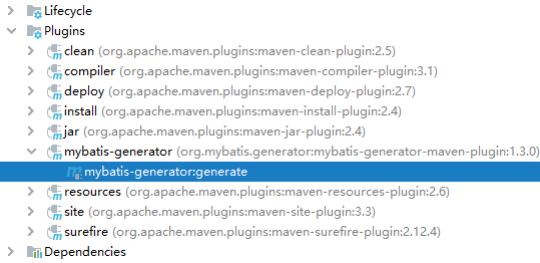 Lifecycle
Plugins
clean (org.apache.maven.plugins:maven-clean-plugin:2.5)
compiler (org.apache.maven.plugins:maven-compiler-plugin:3.1)
deploy (org.apache.maven.plugins:maven-deploy-plugin:2.7)
install (org.apache.maven.plugins:maven-install-plugin:2.4)
jar (org.apache.maven.plugins:maven-jar-plugin:2.4)
mybatis-generator (org.mybatis.generator:mybatis-generator-maven-plugin:1.3.0)
mybatis-generator:generate
resources (org.apache.maven.plugins:maven-resources-plugin:2.6)
site (org.apache.maven.plugins:maven-site-plugin:3.3)
surefire (org.apache.maven.plugins:maven-surefire-plugin:2.12.4)
Dependencies